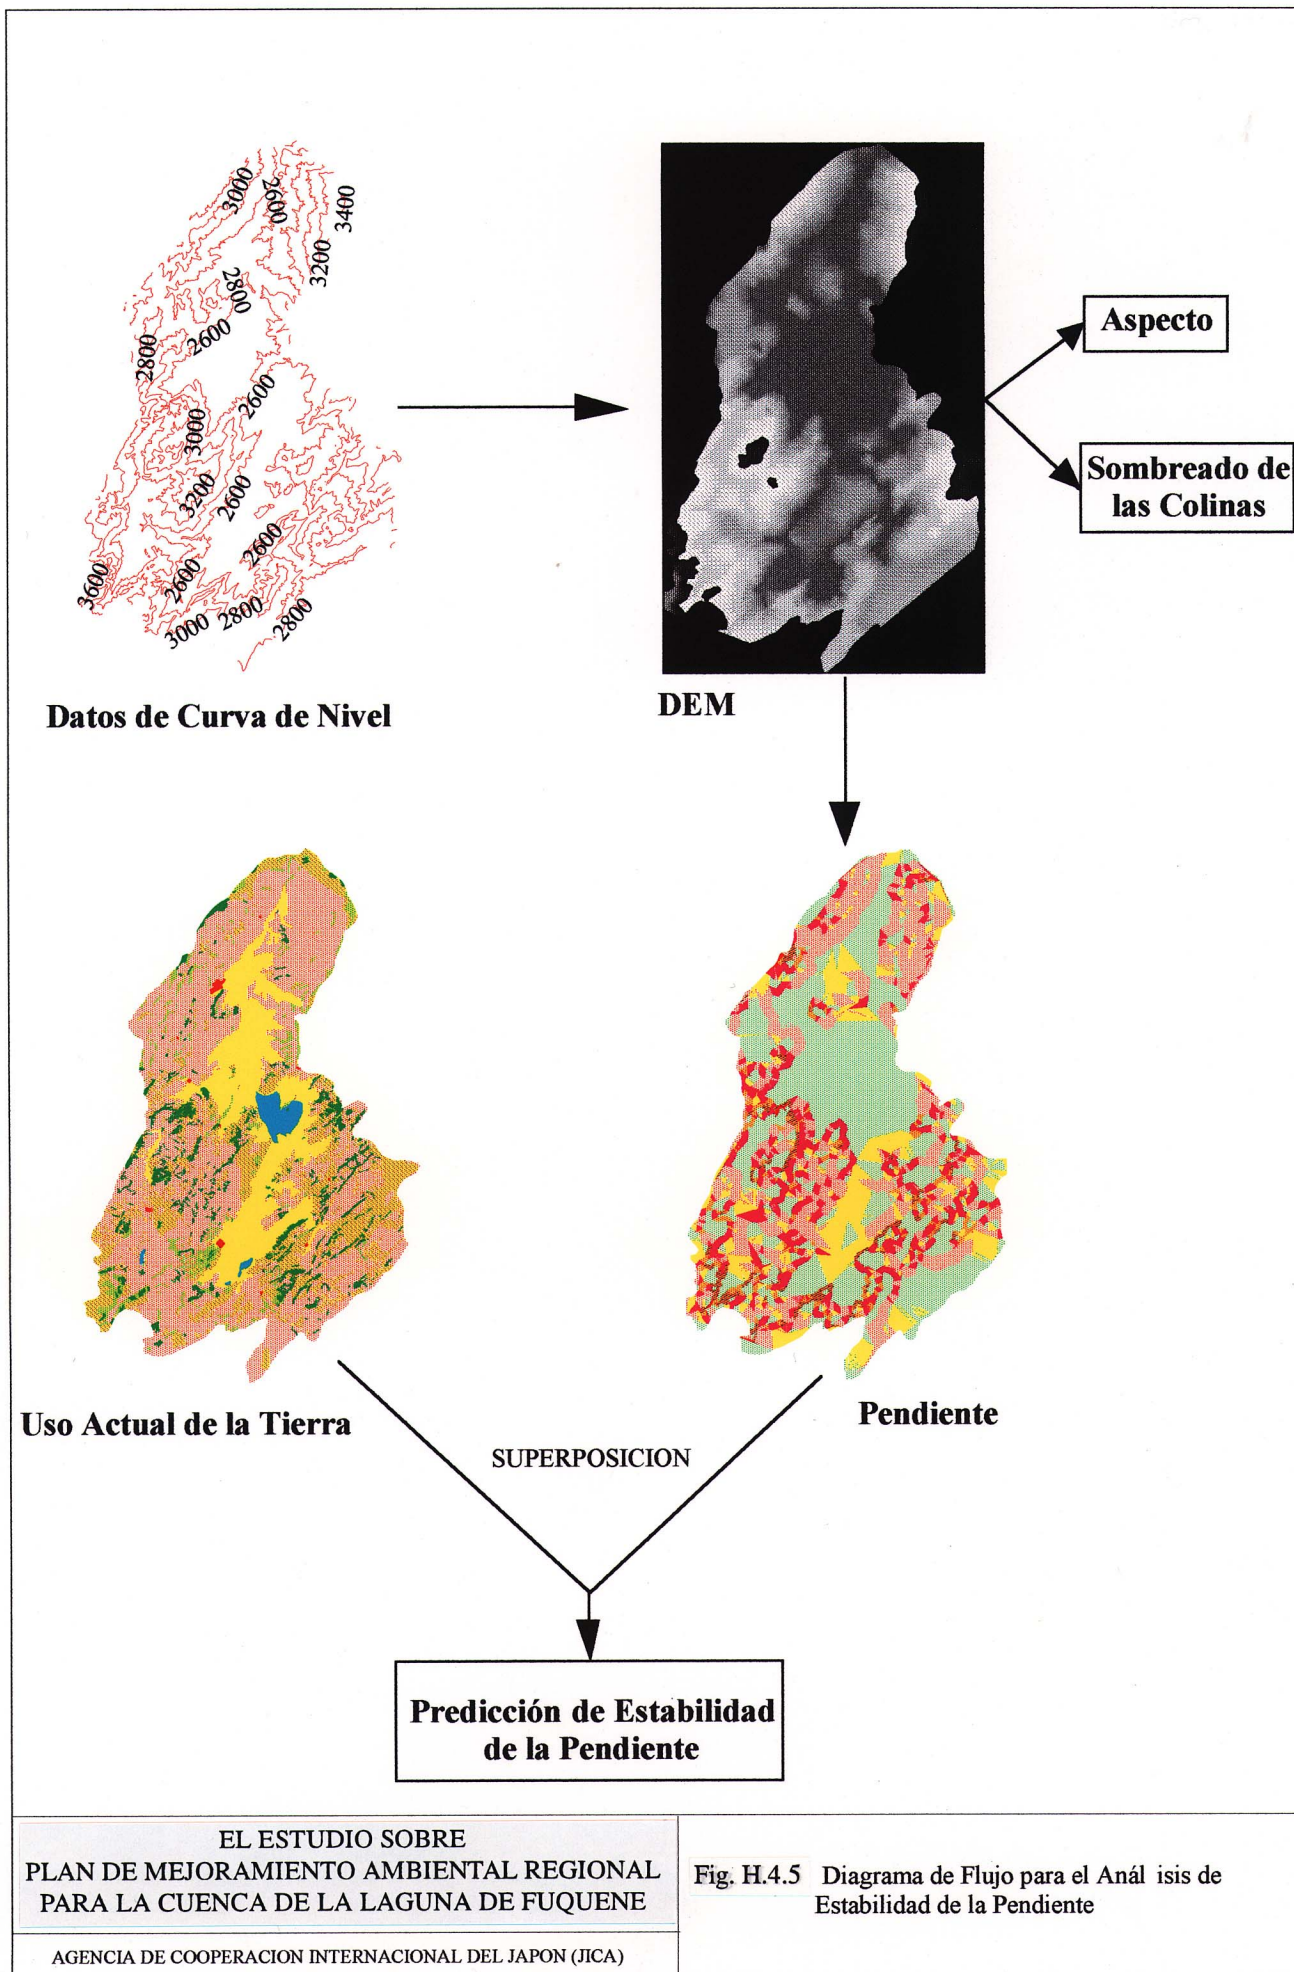 3000
2600
3400
3200
2800
2600
2800
2600
3000
3200
2600
2600
3600
2600
3000
2800
2800
Datos de Curva de Nivel
DEM
Aspecto
Sombreado de
las Colinas
Uso Actual de la Tierra
Pendiente
SUPERPOSICION
Predicción de Estabilidad
de la Pendiente
EL ESTUDIO SOBRE
PLAN DE MEJORAMIENTO AMBIENTAL REGIONAL
PARA LA CUENCA DE LA LAGUNA DE FUQUENE
AGENCIA DE COOPERACION INTERNACIONAL DEL JAPON (JICA)
Fig. H.4.5 Diagrama de Flujo para el Anál isis de
Estabilidad de la Pendiente